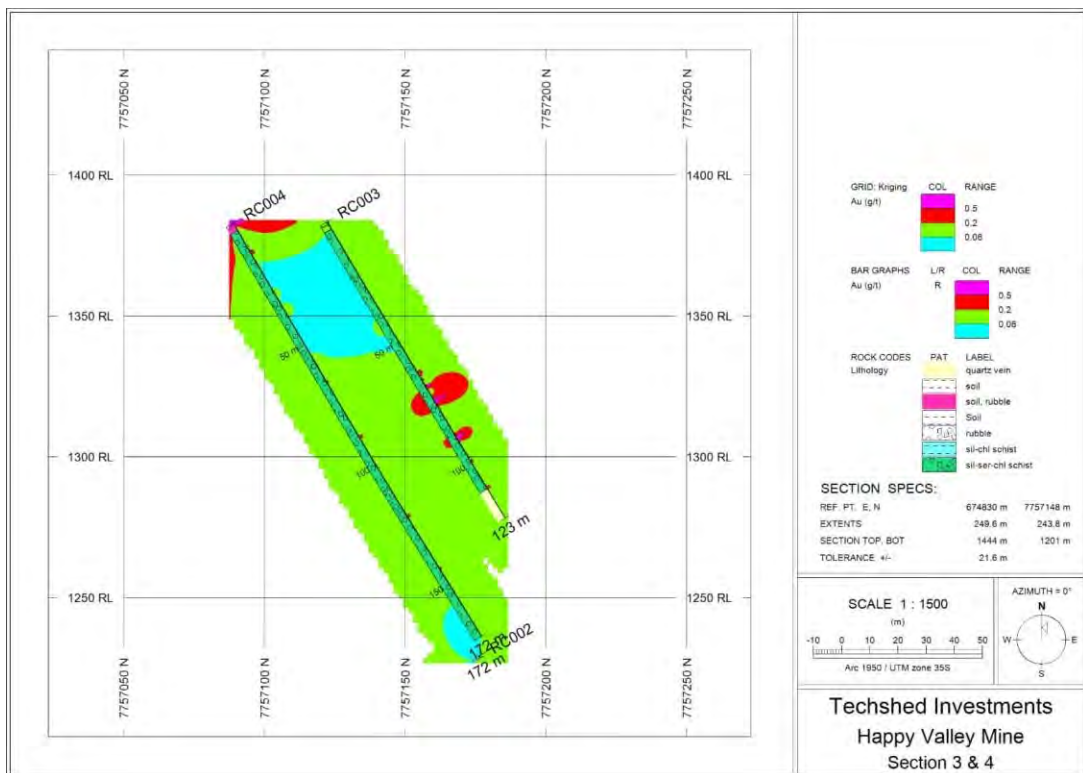 7757050 N
7757100 N
7757150 N
7757200 N
7757250 N
1400 RL
1400 RL
RC004
RC003
1350 RL
1350 RL
50 m
50 m
1300 RL
1300 RL
100
100
123 m
1250 RL
1250 RL
150
172 m
RC002
172 m
7757050 N
7757100 N
7757150 N
7757200 N
7757250 N
GRID: Kriging COL RANGE
Au (g/t)
0.5
0.2
0.08
BAR GRAPHS L/R COL RANGE
Au (g/t) R
0.5
0.2
0.08
ROCK CODES PAT LABEL
Lithology quartz vein
soil
soil, rubble
Soil
rubble
sil-chl schist
sil-ser-chl schist
SECTION SPECS:
REF. PT. E, N 674830 m 7757148 m
EXTENTS 249.6 m 243.8 m
SECTION TOP, BOT 1444 m 1201 m
TOLERANCE +/- 21.6 m
SCALE 1 : 1500
(m)
-10 0 10 20 30 40 50
Arc 1950 / UTM zone 35S
AZIMUTH = 0°
N
W E
S
Techshed Investments
Happy Valley Mine
Section 3 & 4